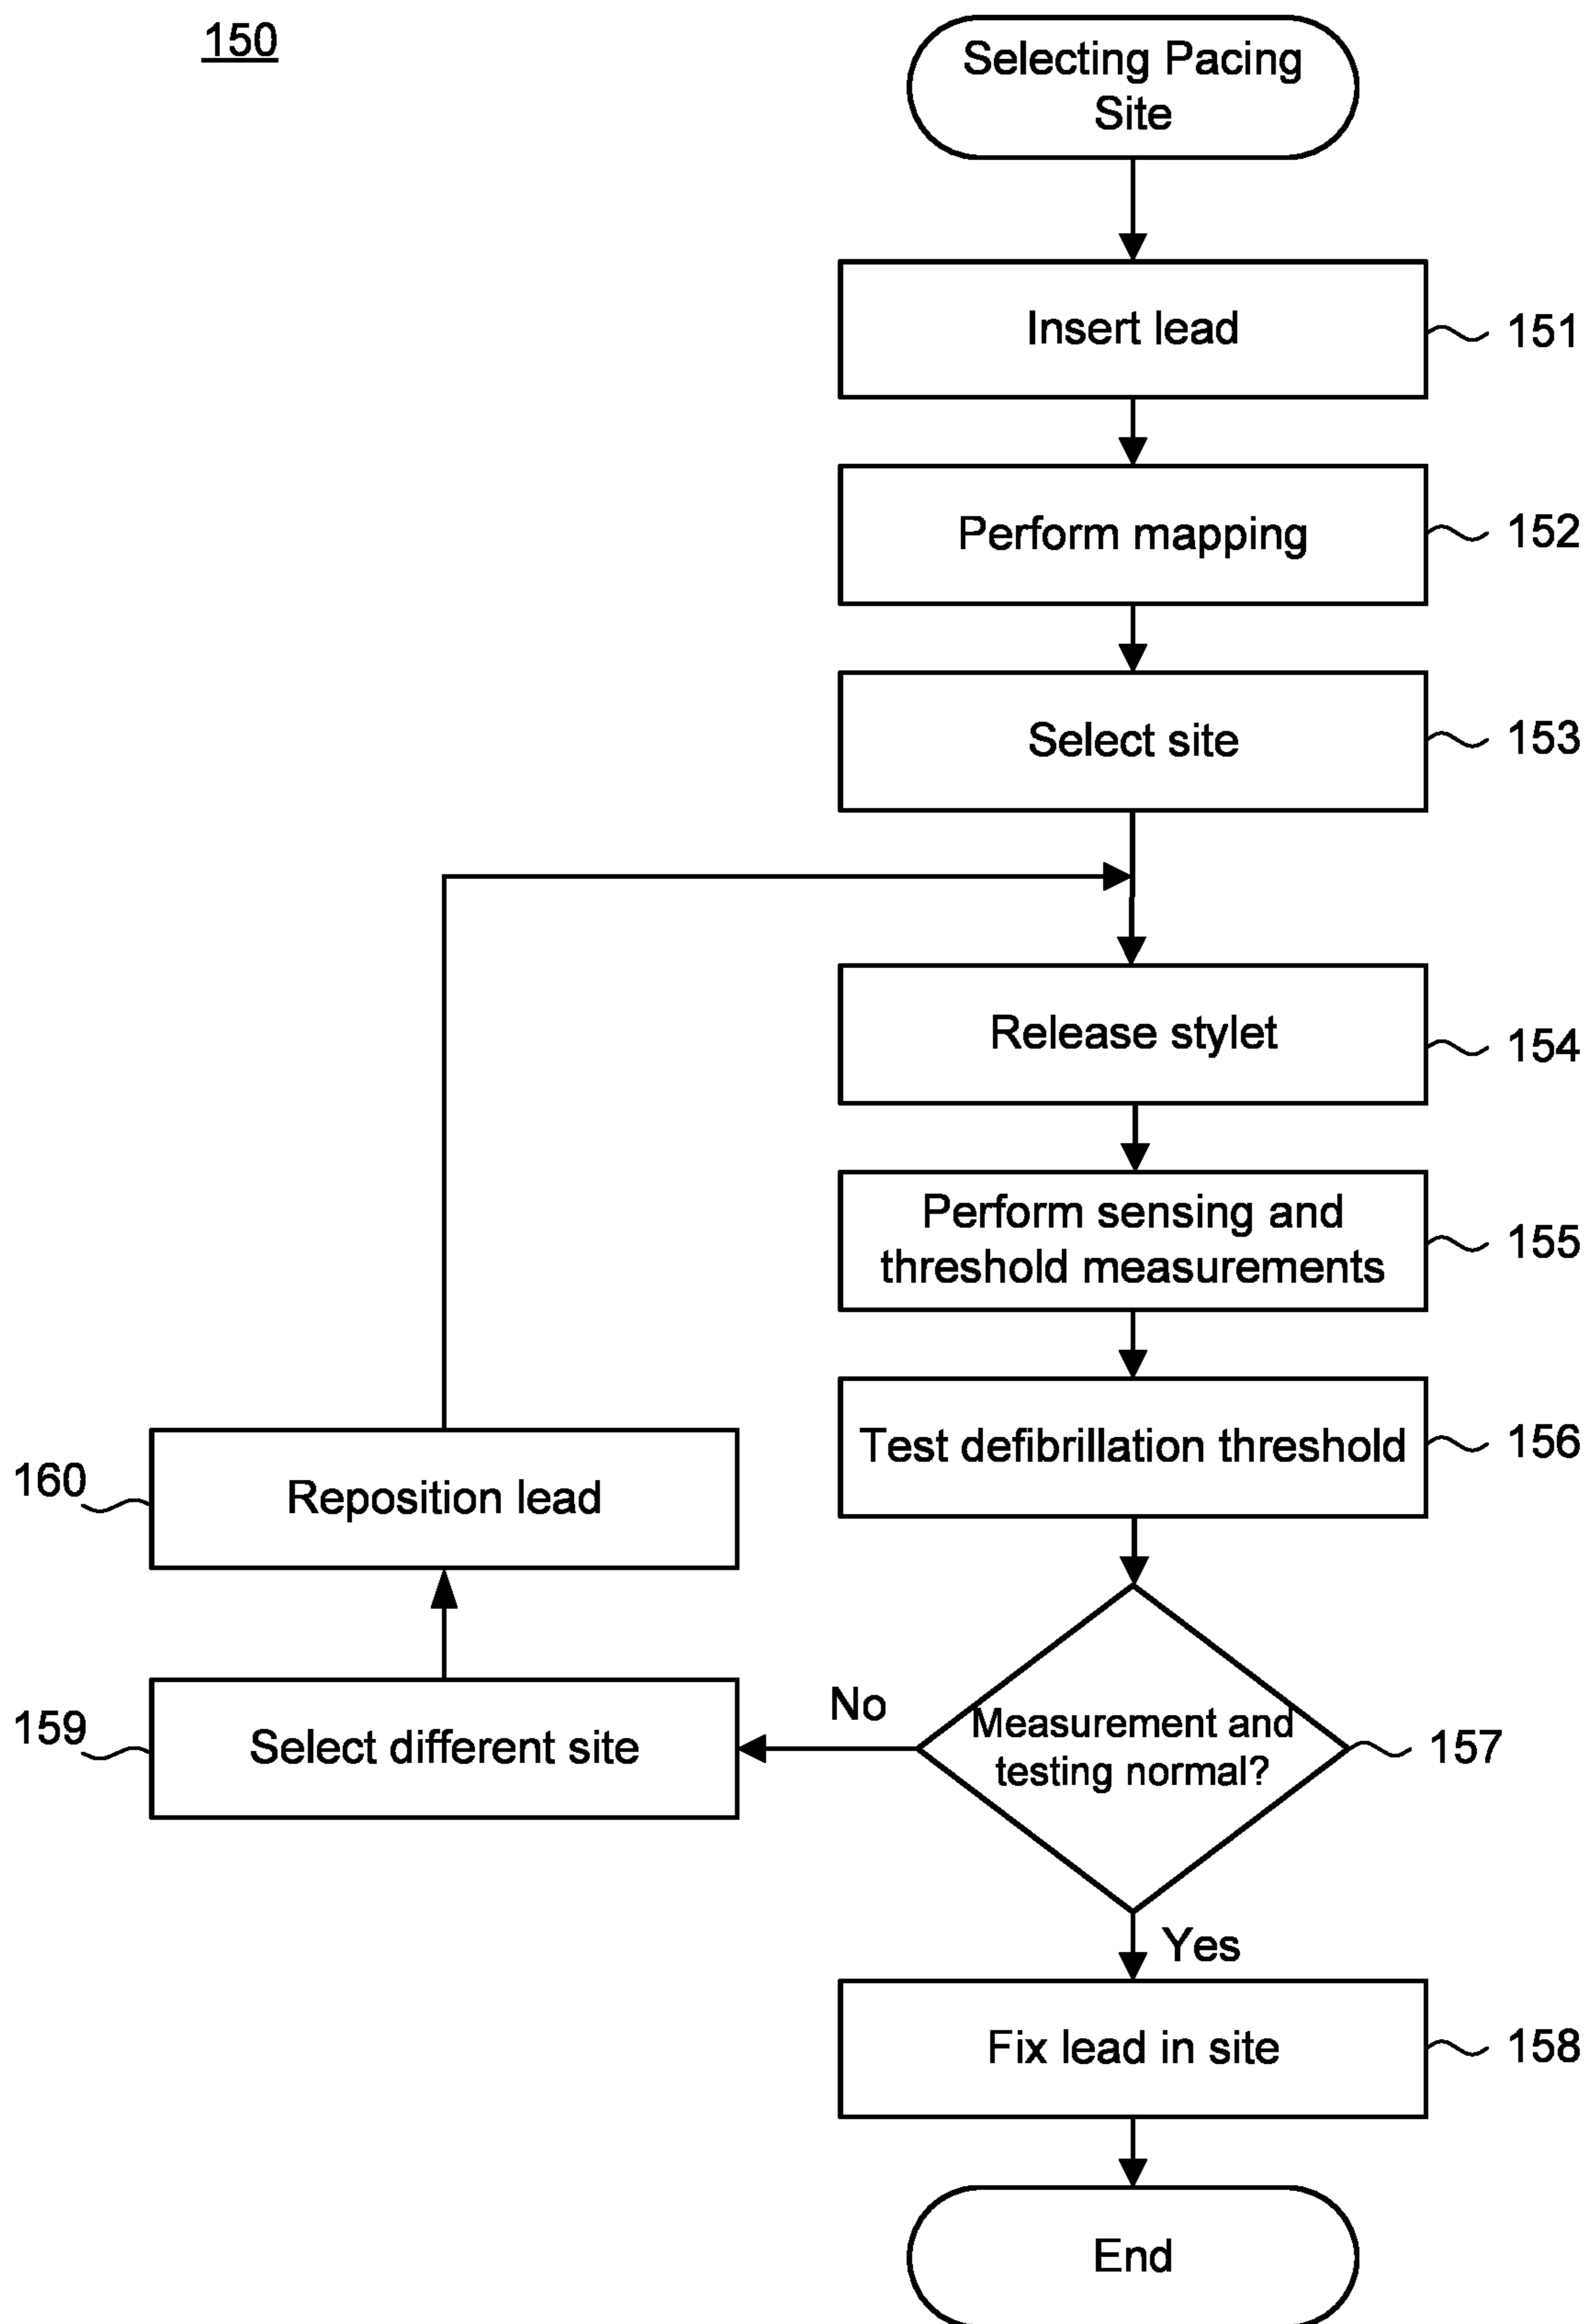 150
Selecting Pacing
Site
Insert lead
151
Perform mapping
152
Select site
153
Release stylet
154
Perform sensing and
threshold measurements
155
Test defibrillation threshold
156
160
Reposition lead
159
Select different site
No
Measurement and
testing normal?
157
Yes
Fix lead in site
158
End